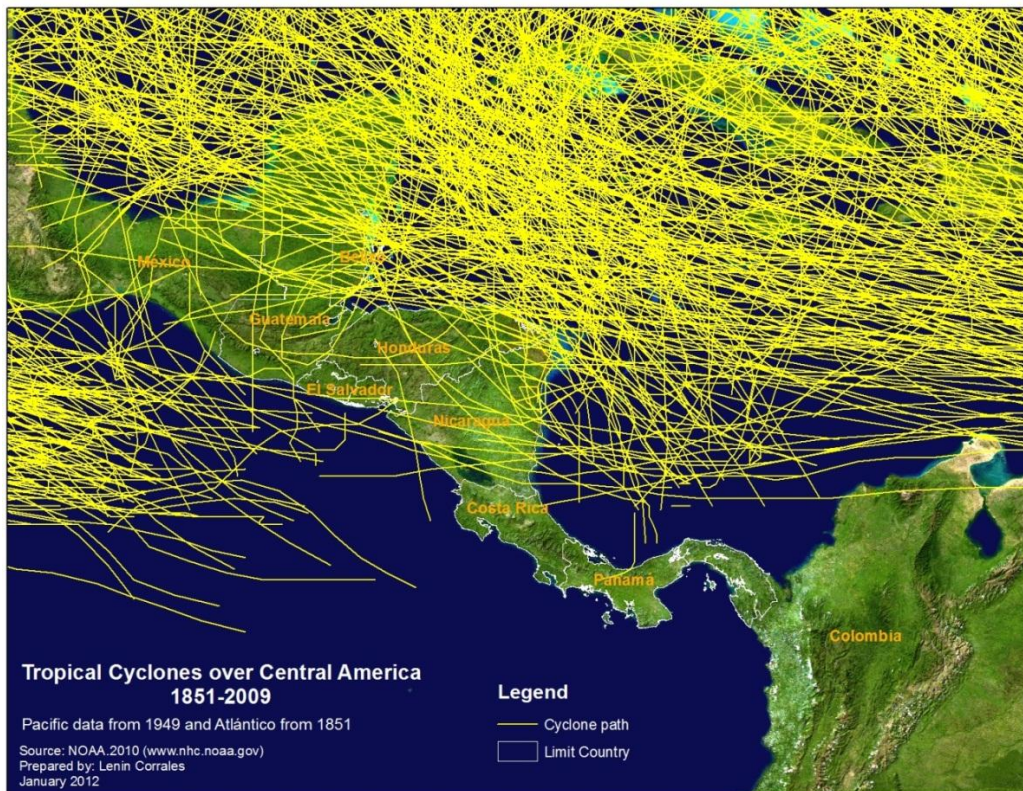 México
Belize
Guatemala
Honduras
El Salvador
Nicaragua
Costa Rica
Panama
Colombia
Tropical Cyclones over Central America
1851-2009
Pacific data from 1949 and Atlántico from 1851
Source: NOAA.2010 (www.nhc.noaa.gov)
Prepared by: Lenin Corrales
January 2012
Legend
Cyclone path
Limit Country